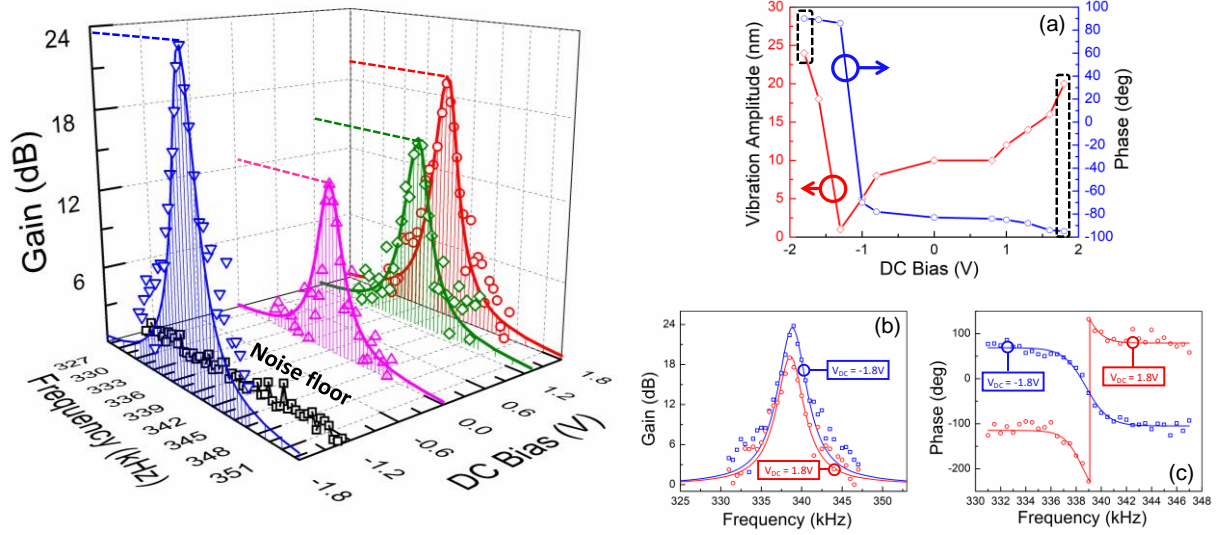 24
18
12
6
Gain (dB)
327
330
333
336
339
342
345
348
351
Frequency (kHz)
Noise floor
-1.8
-1.2
-0.6
0.0
0.6
1.2
1.8
DC Bias (V)
(a)
30
25
20
15
10
5
0
Vibration Amplitude (nm)
100
80
60
40
20
0
-20
-40
-60
-80
-100
Phase (deg)
-2 -1 0 1 2
DC Bias (V)
(b)
24
20
16
12
8
4
0
Gain (dB)
V_DC = -1.8V
V_DC = 1.8V
325 330 335 340 345 350
Frequency (kHz)
100
0
-100
-200
Phase (deg)
V_DC = -1.8V
V_DC = 1.8V
(c)
330 332 334 336 338 340 342 344 346 348
Frequency (kHz)